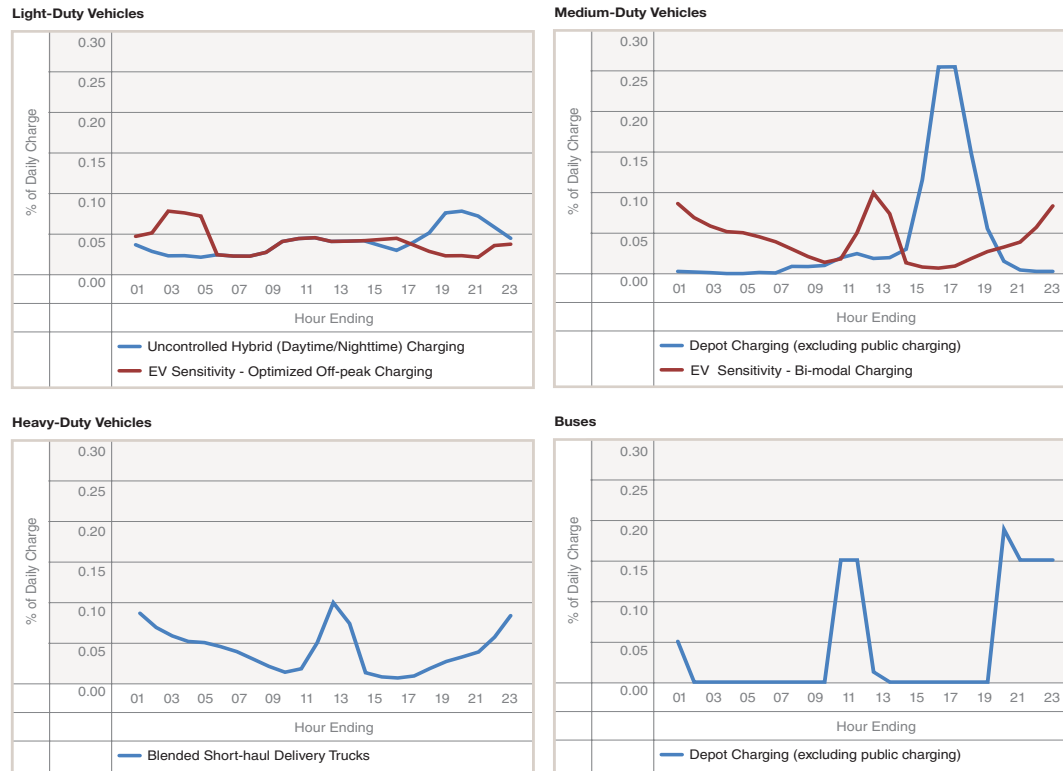 Light-Duty Vehicles
% of Daily Charge
0.30
0.25
0.20
0.15
0.10
0.05
0.00
01 03 05 07 09 11 13 15 17 19 21 23
Hour Ending
Uncontrolled Hybrid (Daytime/Nighttime) Charging
EV Sensitivity - Optimized Off-peak Charging
Medium-Duty Vehicles
% of Daily Charge
0.30
0.25
0.20
0.15
0.10
0.05
0.00
01 03 05 07 09 11 13 15 17 19 21 23
Hour Ending
Depot Charging (excluding public charging)
EV Sensitivity - Bi-modal Charging
Heavy-Duty Vehicles
% of Daily Charge
0.30
0.25
0.20
0.15
0.10
0.05
0.00
01 03 05 07 09 11 13 15 17 19 21 23
Hour Ending
Blended Short-haul Delivery Trucks
Buses
% of Daily Charge
0.30
0.25
0.20
0.15
0.10
0.05
0.00
01 03 05 07 09 11 13 15 17 19 21 23
Hour Ending
Depot Charging (excluding public charging)